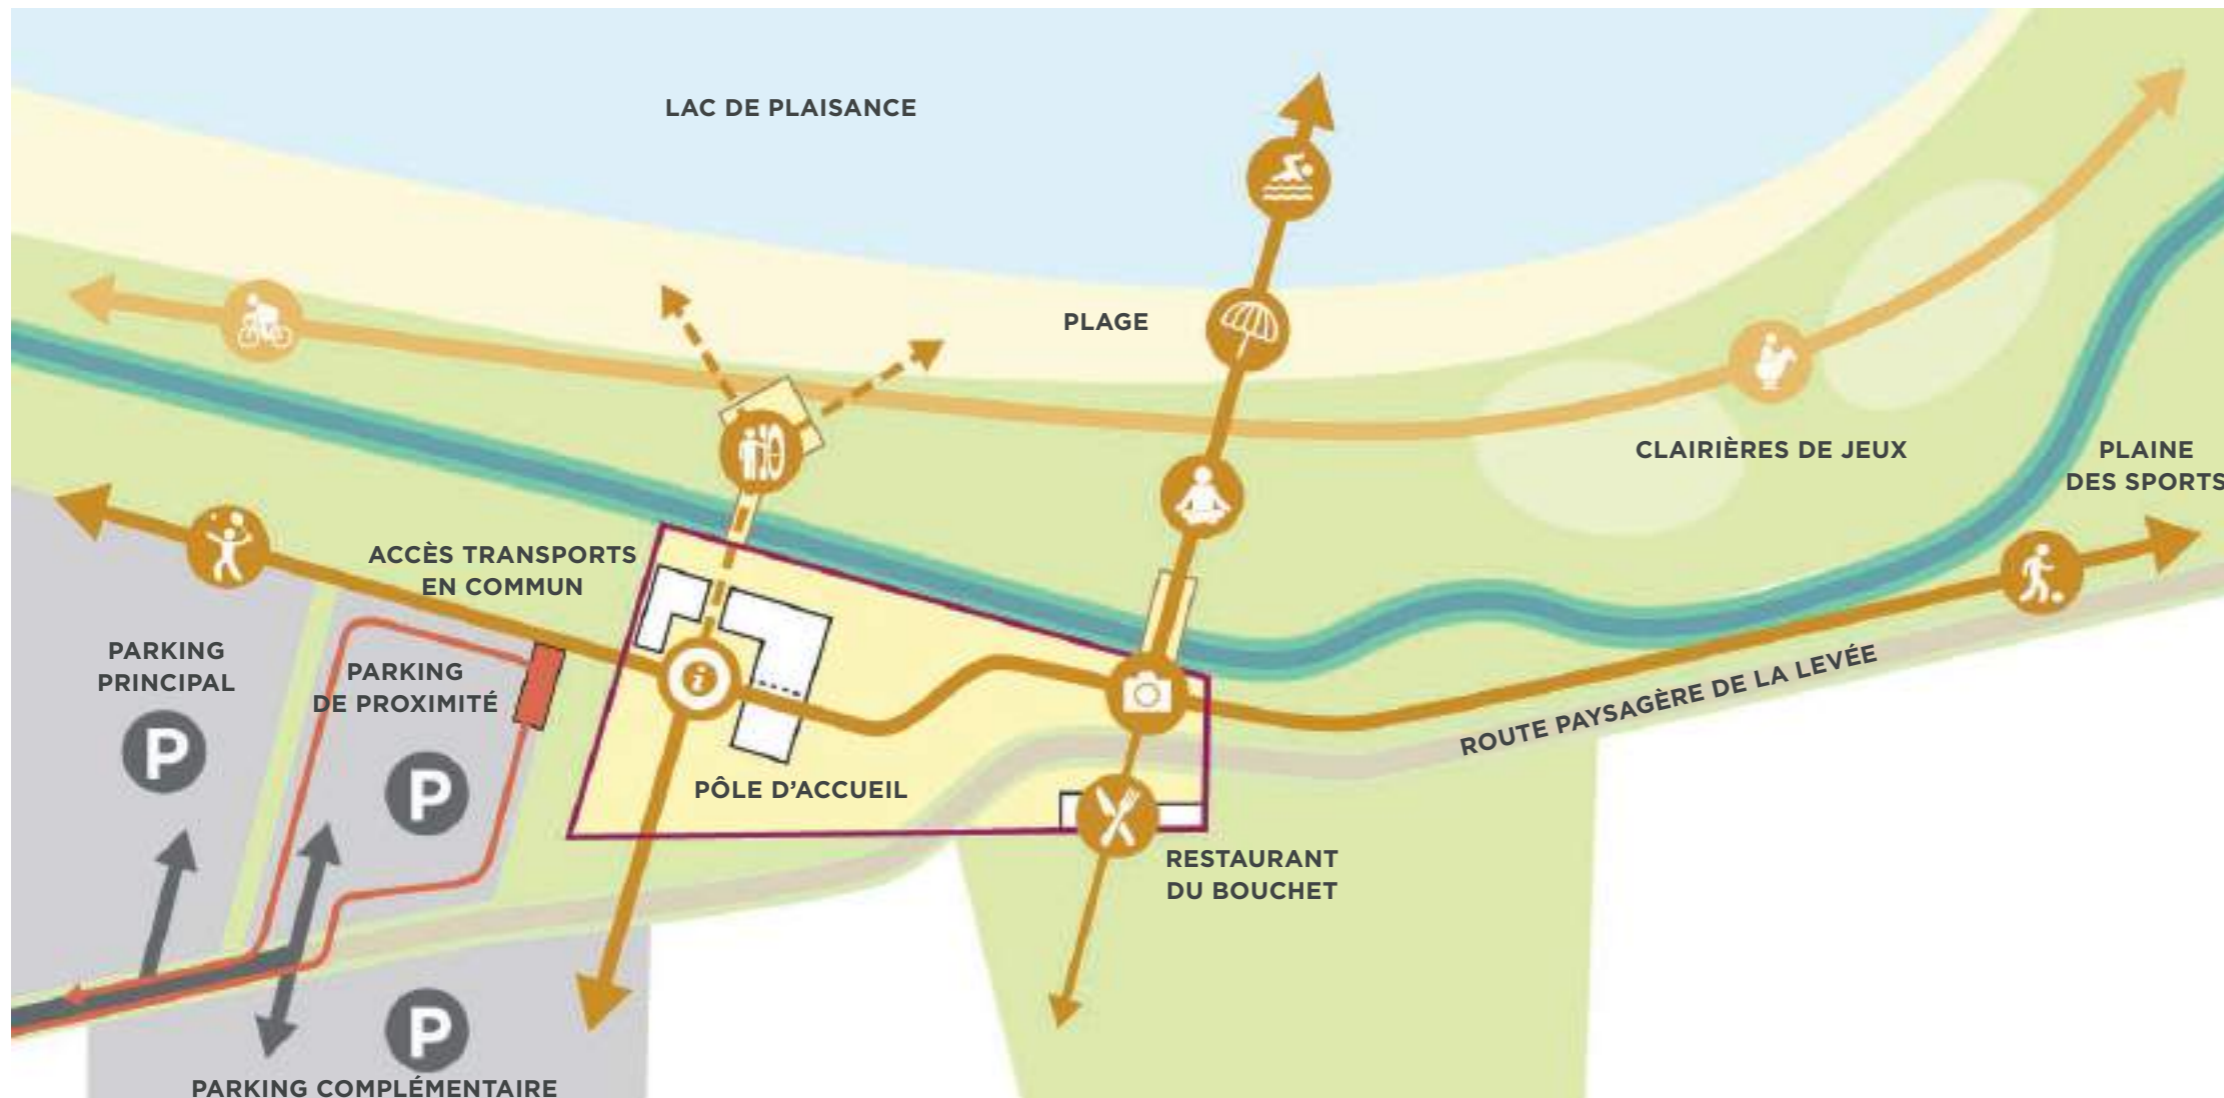 LAC DE PLAISANCE
PLAGE
CLAIRIÈRES DE JEUX
PLAINE
DES SPORTS
ACCÈS TRANSPORTS
EN COMMUN
PARKING
PRINCIPAL
P
PARKING
DE PROXIMITÉ
P
i
PÔLE D'ACCUEIL
ROUTE PAYSAGÈRE DE LA LEVÉE
RESTAURANT
DU BOUCHET
P
PARKING COMPLÉMENTAIRE